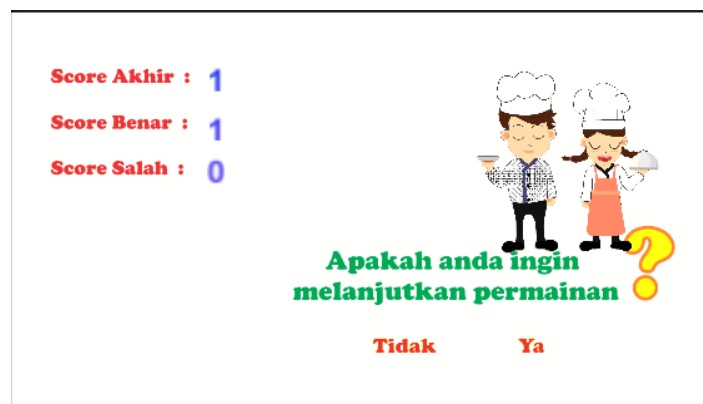 Score Akhir : 1
Score Benar : 1
Score Salah : 0
Apakah anda ingin
melanjutkan permainan ?
Tidak Ya